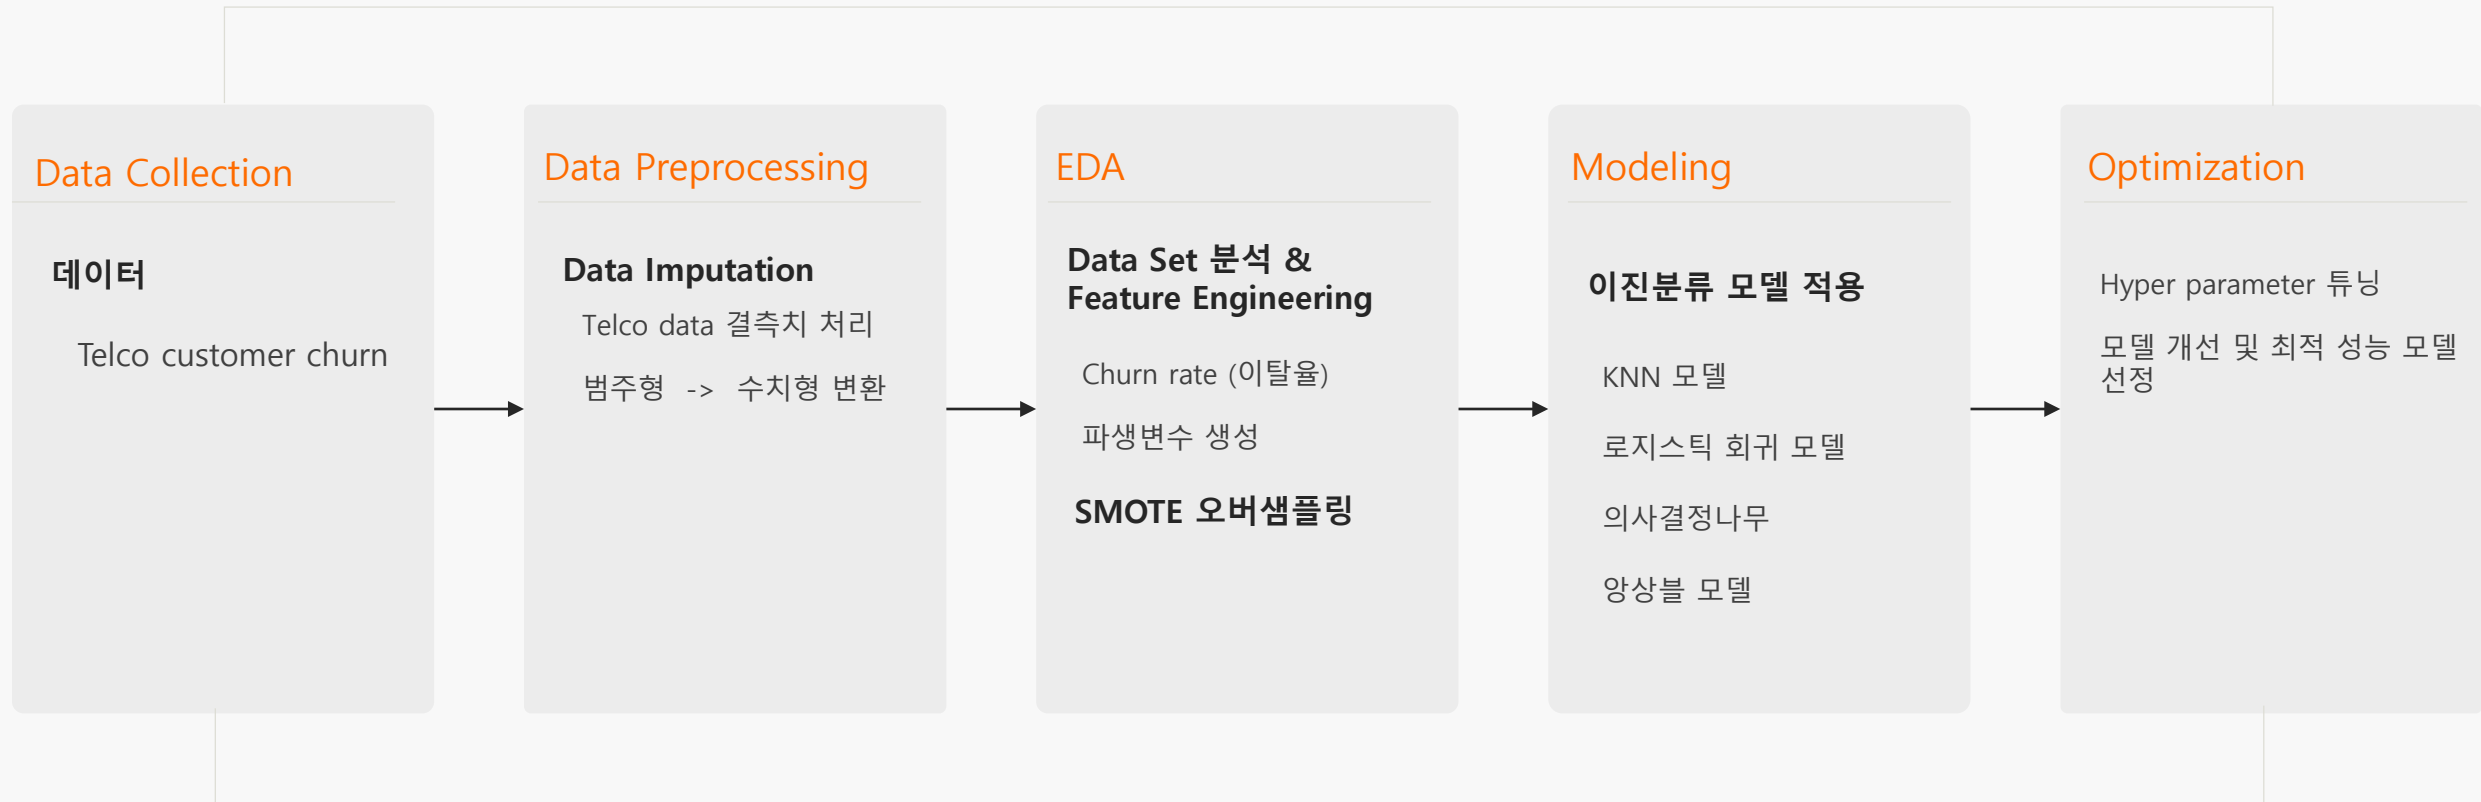 Data Collection
데이터
Telco customer churn
Data Preprocessing
Data Imputation
Telco data 결측치 처리
범주형 -> 수치형 변환
EDA
Data Set 분석 &
Feature Engineering
Churn rate (이탈율)
파생변수 생성
SMOTE 오버샘플링
Modeling
이진분류 모델 적용
KNN 모델
로지스틱 회귀 모델
의사결정나무
앙상블 모델
Optimization
Hyper parameter 튜닝
모델 개선 및 최적 성능 모델
선정